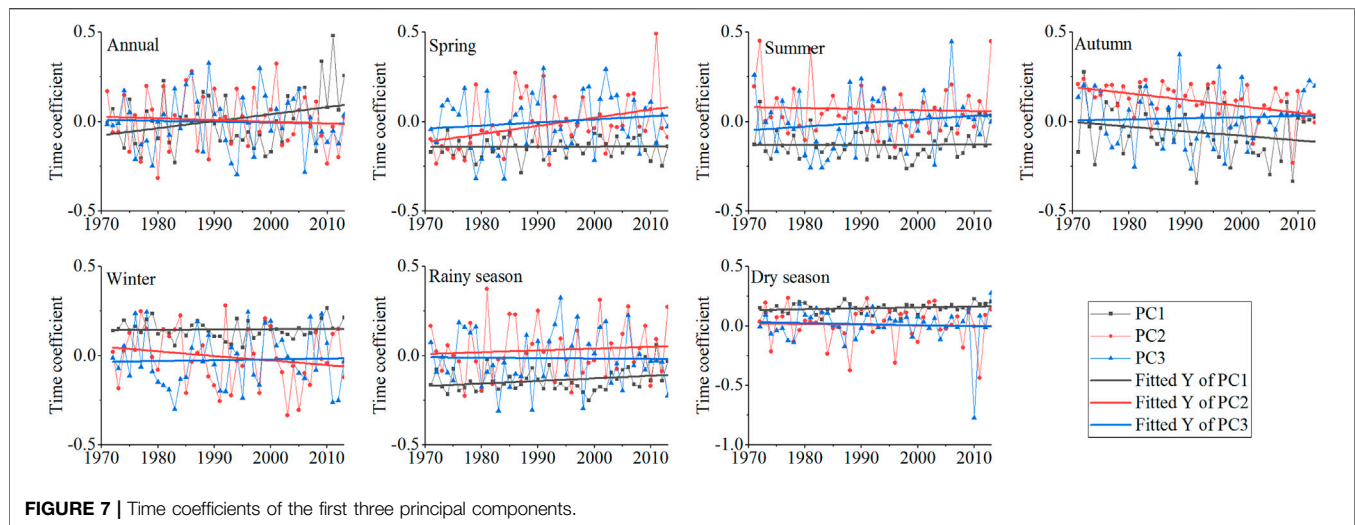 0.5
0.0
-0.5
Time coefficient
Annual
1970 1980 1990 2000 2010
0.5
0.0
-0.5
Time coefficient
Spring
1970 1980 1990 2000 2010
0.5
0.0
-0.5
Time coefficient
Summer
1970 1980 1990 2000 2010
0.5
0.0
-0.5
Time coefficient
Autumn
1970 1980 1990 2000 2010
0.5
0.0
-0.5
Time coefficient
Winter
1970 1980 1990 2000 2010
0.5
0.0
-0.5
Time coefficient
Rainy season
1970 1980 1990 2000 2010
0.5
0.0
-0.5
-1.0
Time coefficient
Dry season
1970 1980 1990 2000 2010
PC1
PC2
PC3
Fitted Y of PC1
Fitted Y of PC2
Fitted Y of PC3
FIGURE 7 | Time coefficients of the first three principal components.